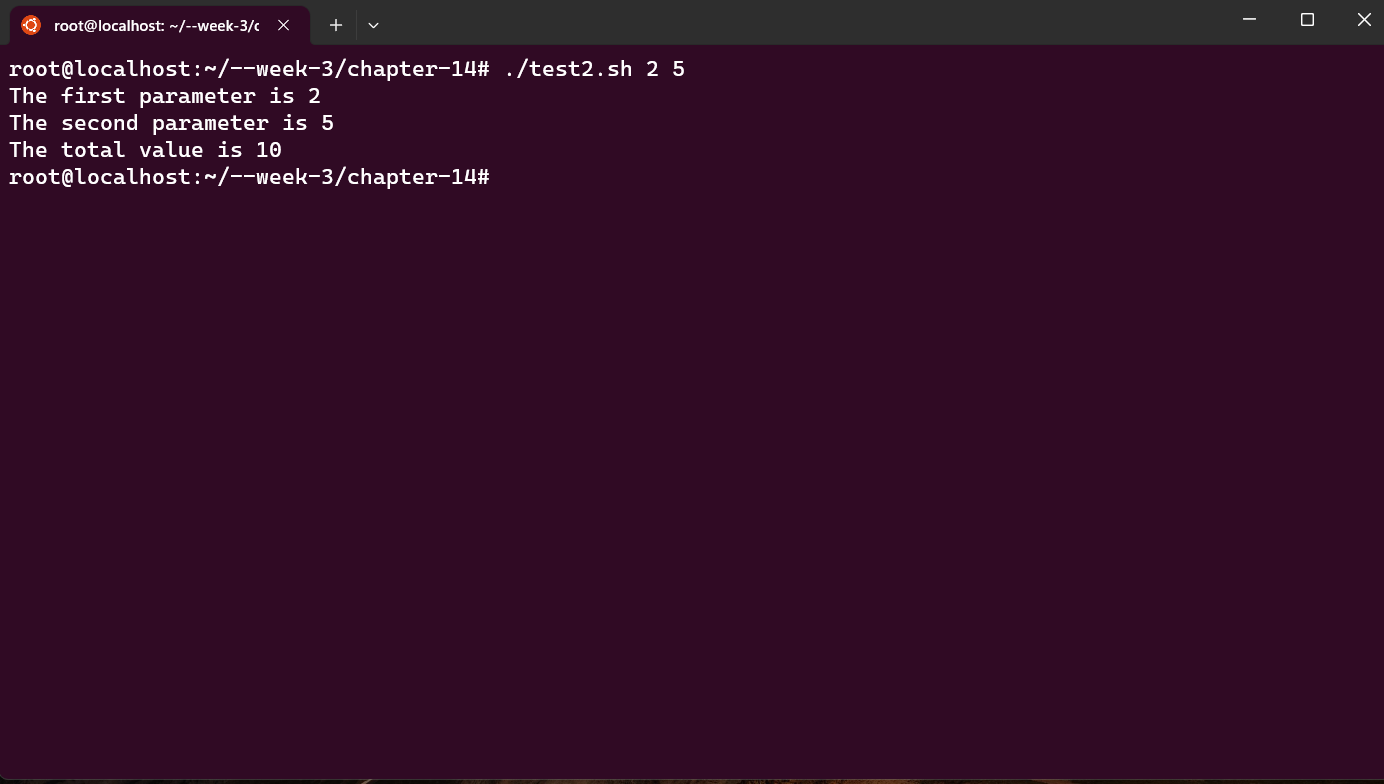 root@localhost: ~/--week-3/c
root@localhost:~/--week-3/chapter-14# ./test2.sh 2 5
The first parameter is 2
The second parameter is 5
The total value is 10
root@localhost:~/--week-3/chapter-14#